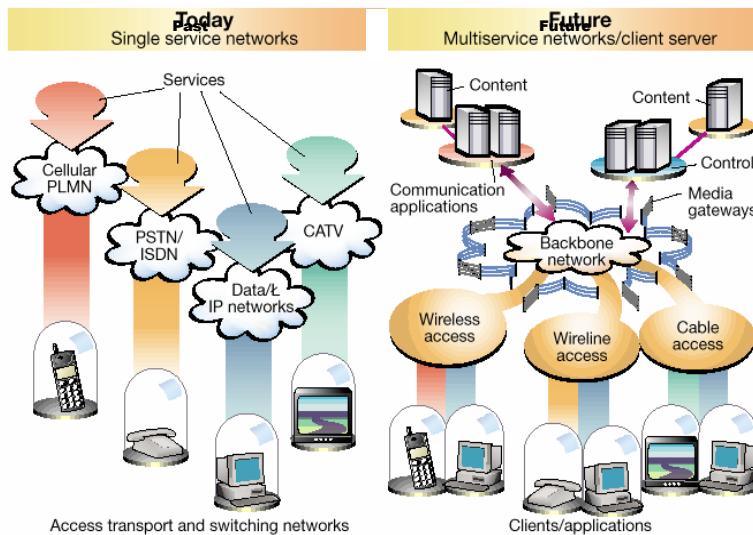 Today
Past
Single service networks
Services
Cellular
PLMN
PSTN/
ISDN
CATV
Data/Ł
IP networks
Access transport and switching networks
Future
Future
Multiservice networks/client server
Content
Content
Control
Communication
applications
Media
gateways
Backbone
network
Wireless
access
Wireline
access
Cable
access
Clients/applications